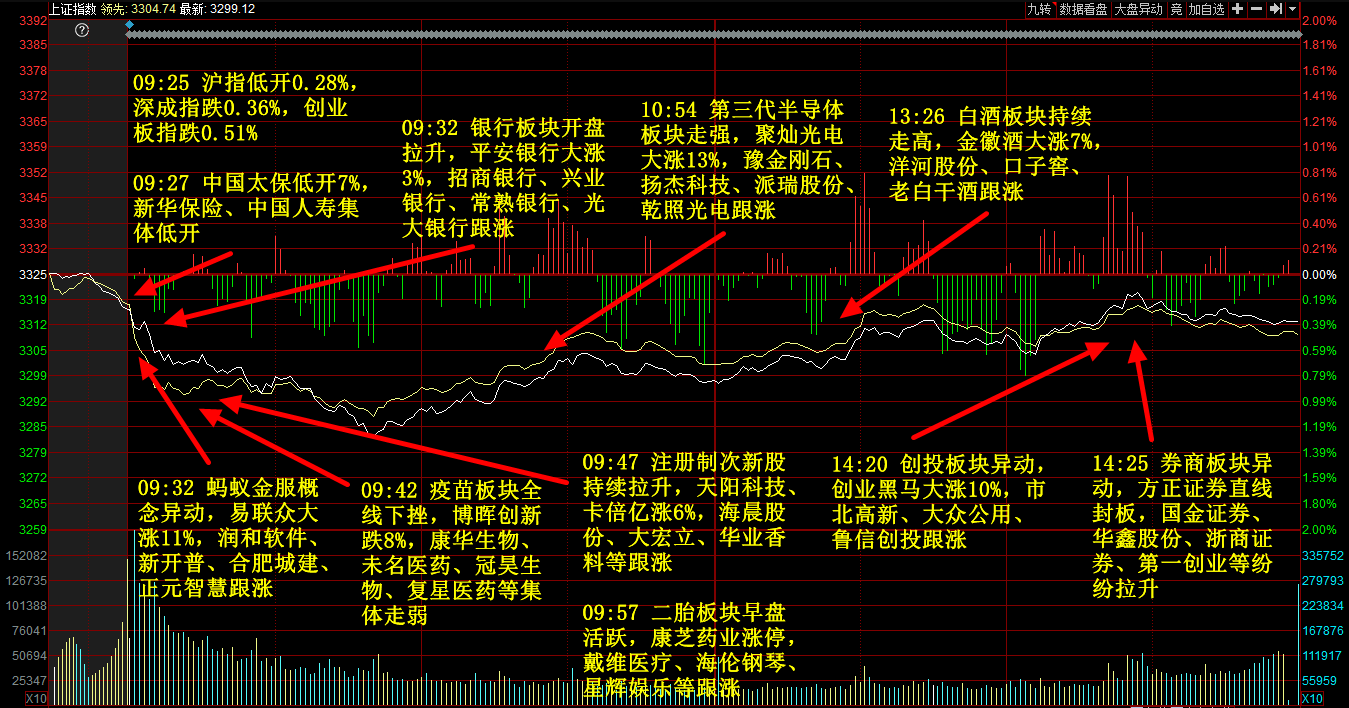 上证指数 领先: 3304.74 最新: 3299.12
九转 数据看盘 大盘异动 竞 加自选
3392
3385
3378
3372
3365
3359
3352
3345
3338
3332
3325
3319
3312
3305
3299
3292
3285
3279
3272
3265
3259
152082
126735
101388
76041
50694
25347
X10
09:25 沪指低开0.28%,
深成指跌0.36%, 创业
板指跌0.51%
09:27 中国太保低开7%,
新华保险、中国人寿集
体低开
09:32 银行板块开盘
拉升, 平安银行大涨
3%, 招商银行、兴业
银行、常熟银行、光
大银行跟涨
10:54 第三代半导体
板块走强, 聚灿光电
大涨13%, 豫金刚石、
扬杰科技、派瑞股份、
乾照光电跟涨
13:26 白酒板块持续
走高, 金徽酒大涨7%,
洋河股份、口子窖、
老白干酒跟涨
09:32 蚂蚁金服概
念异动, 易联众大
涨11%, 润和软件、
新开普、合肥城建、
正元智慧跟涨
09:42 疫苗板块全
线下挫, 博晖创新
跌8%, 康华生物、
未名医药、冠昊生
物、复星医药等集
体走弱
09:47 注册制次新股
持续拉升, 天阳科技、
卡倍亿涨6%, 海晨股
份、大宏立、华业香
料等跟涨
09:57 二胎板块早盘
活跃, 康芝药业涨停,
戴维医疗、海伦钢琴、
星辉娱乐等跟涨
14:20 创投板块异动,
创业黑马大涨10%, 市
北高新、大众公用、
鲁信创投跟涨
14:25 券商板块异
动, 方正证券直线
封板, 国金证券、
华鑫股份、浙商证
券、第一创业等纷
纷拉升
2.00%
1.81%
1.61%
1.41%
1.21%
1.01%
0.81%
0.61%
0.40%
0.21%
0.00%
0.19%
0.39%
0.59%
0.79%
0.99%
1.19%
1.39%
1.59%
1.80%
2.00%
335752
279793
223834
167876
111917
55959
X10